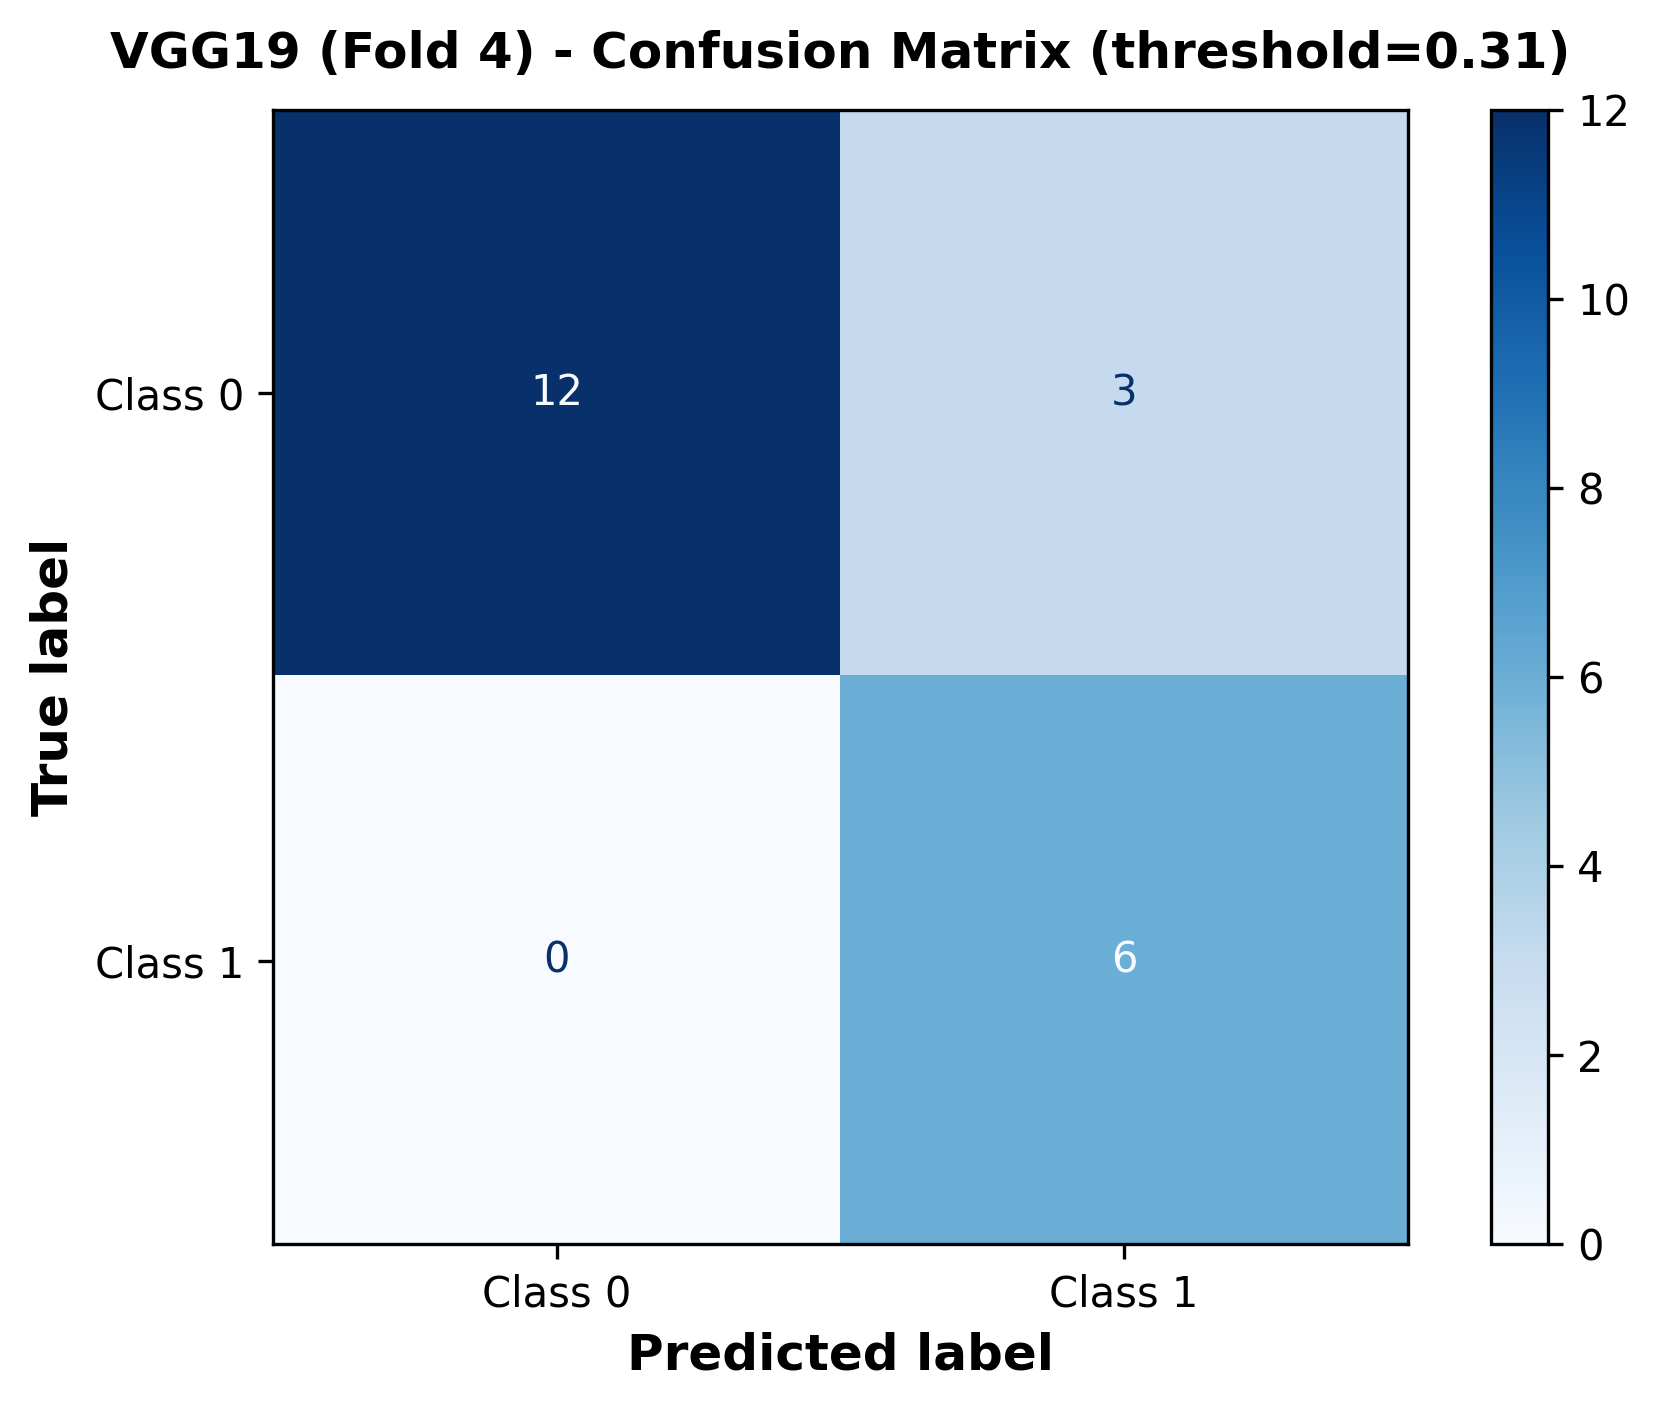 VGG19 (Fold 4) - Confusion Matrix (threshold=0.31)
12
10
8
6
4
2
0
True label
Class 0
12
3
Class 1
0
6
Class 0
Class 1
Predicted label